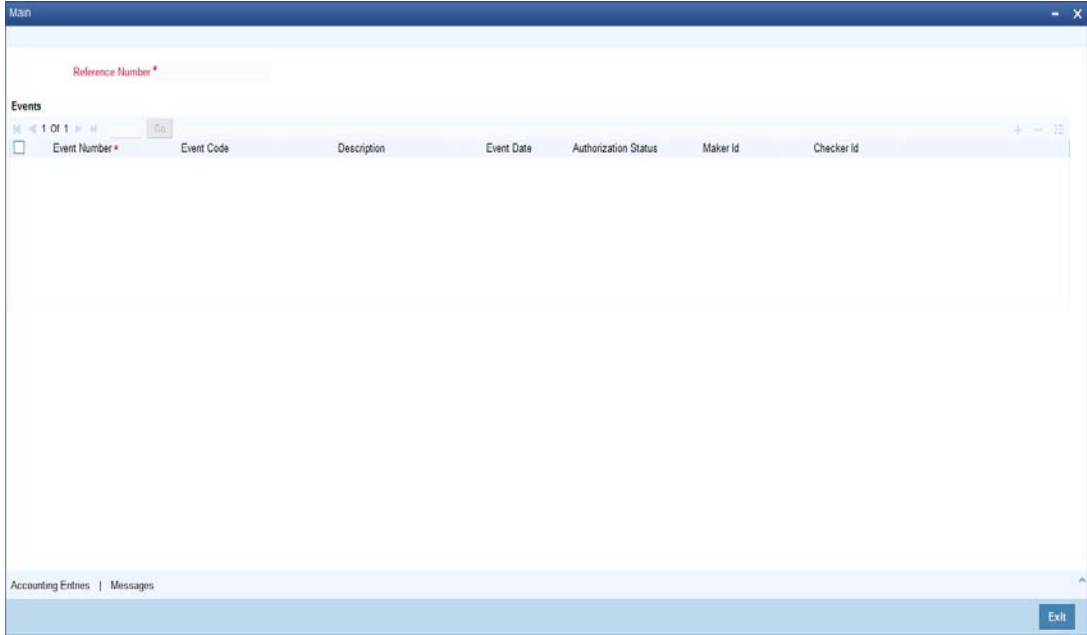 Main
Reference Number *
Events
1 Of 1 Go
Event Number * Event Code Description Event Date Authorization Status Maker Id Checker Id
Accounting Entries | Messages
Exit